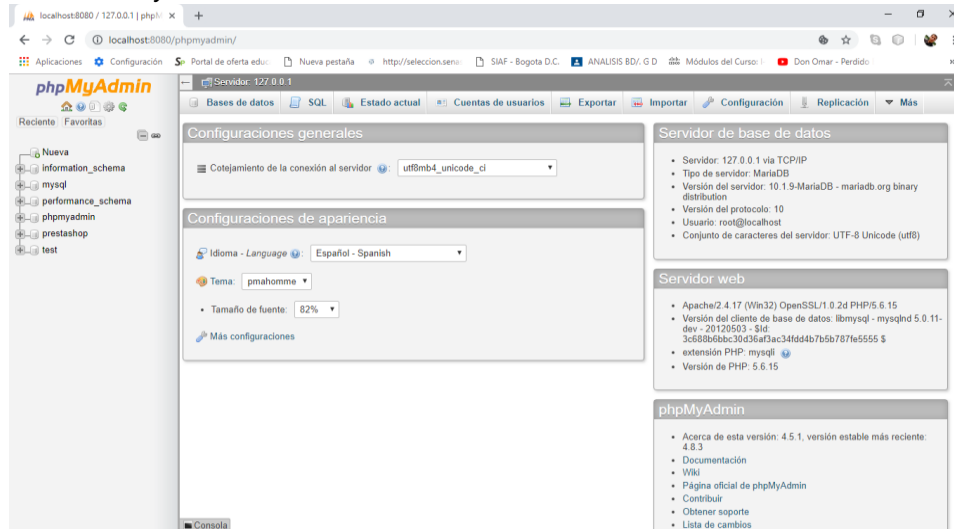 localhost:8080 / 127.0.0.1 | phpM
localhost:8080/phpmyadmin/
Aplicaciones Configuración Portal de oferta educ Nueva pestaña http://seleccion.sena SIAF - Bogota D.C. ANALISIS BD/. G D Módulos del Curso: Don Omar - Perdido
phpMyAdmin
Reciente Favoritas
Nueva
information_schema
mysql
performance_schema
phpmyadmin
prestashop
test
Servidor: 127.0.0.1
Bases de datos SQL Estado actual Cuentas de usuarios Exportar Importar Configuración Replicación Más
Configuraciones generales
Cotejamiento de la conexión al servidor : utf8mb4_unicode_ci
Configuraciones de apariencia
Idioma - Language : Español - Spanish
Tema: pmahomme
Tamaño de fuente: 82%
Más configuraciones
Servidor de base de datos
Servidor: 127.0.0.1 via TCP/IP
Tipo de servidor: MariaDB
Versión del servidor: 10.1.9-MariaDB - mariadb.org binary
distribution
Versión del protocolo: 10
Usuario: root@localhost
Conjunto de caracteres del servidor: UTF-8 Unicode (utf8)
Servidor web
Apache/2.4.17 (Win32) OpenSSL/1.0.2d PHP/5.6.15
Versión del cliente de base de datos: libmysql - mysqlnd 5.0.11-
dev - 20120503 - $Id:
3c688b6bbc30d36af3ac34fdd4b7b5b787fe5555 $
extensión PHP: mysqli
Versión de PHP: 5.6.15
phpMyAdmin
Acerca de esta versión: 4.5.1, versión estable más reciente:
4.8.3
Documentación
Wiki
Página oficial de phpMyAdmin
Contribuir
Obtener soporte
Lista de cambios
Consola